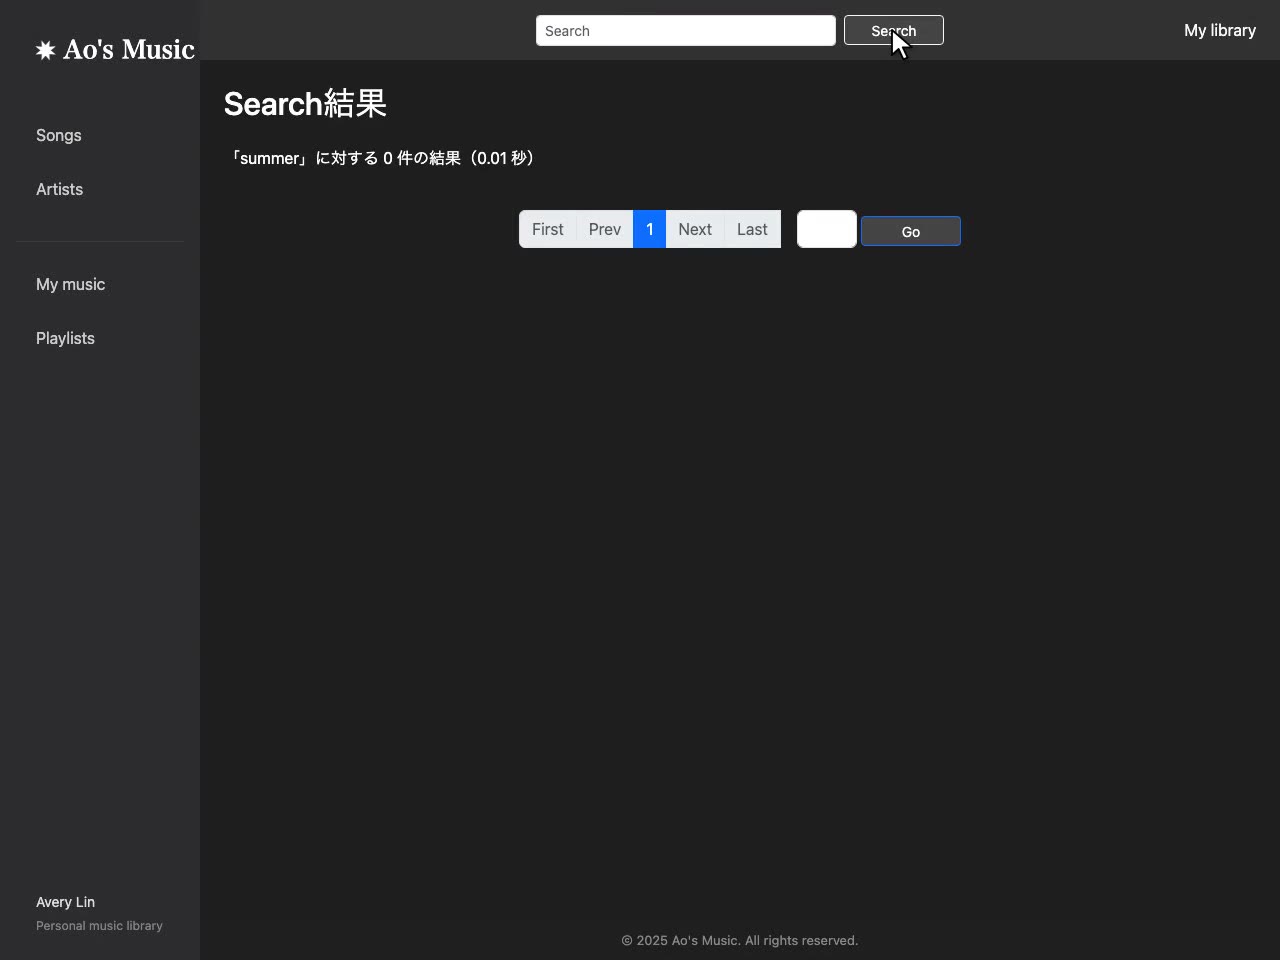 Ao's Music
Search
Search
My library
Songs
Artists
My music
Playlists
Avery Lin
Personal music library
Search結果
「summer」に対する 0 件の結果（0.01 秒）
First Prev 1 Next Last
Go
© 2025 Ao's Music. All rights reserved.